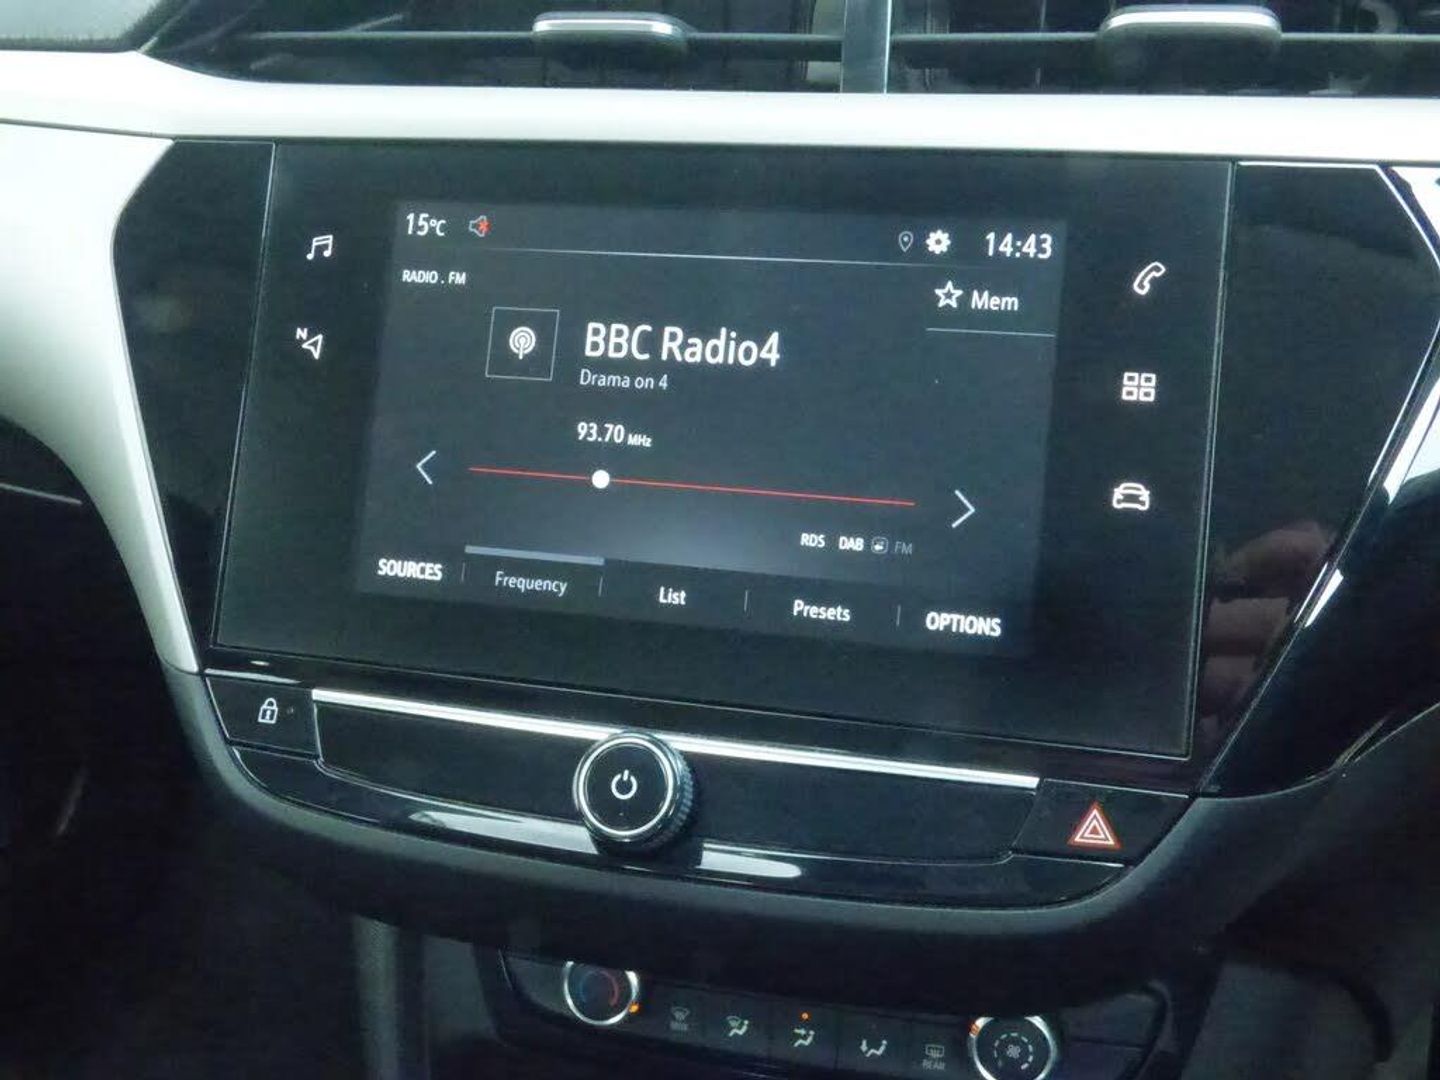 15°C 14:43
RADIO . FM
Mem
BBC Radio4
Drama on 4
N
93.70 MHz
RDS DAB FM
SOURCES Frequency List Presets OPTIONS
REAR